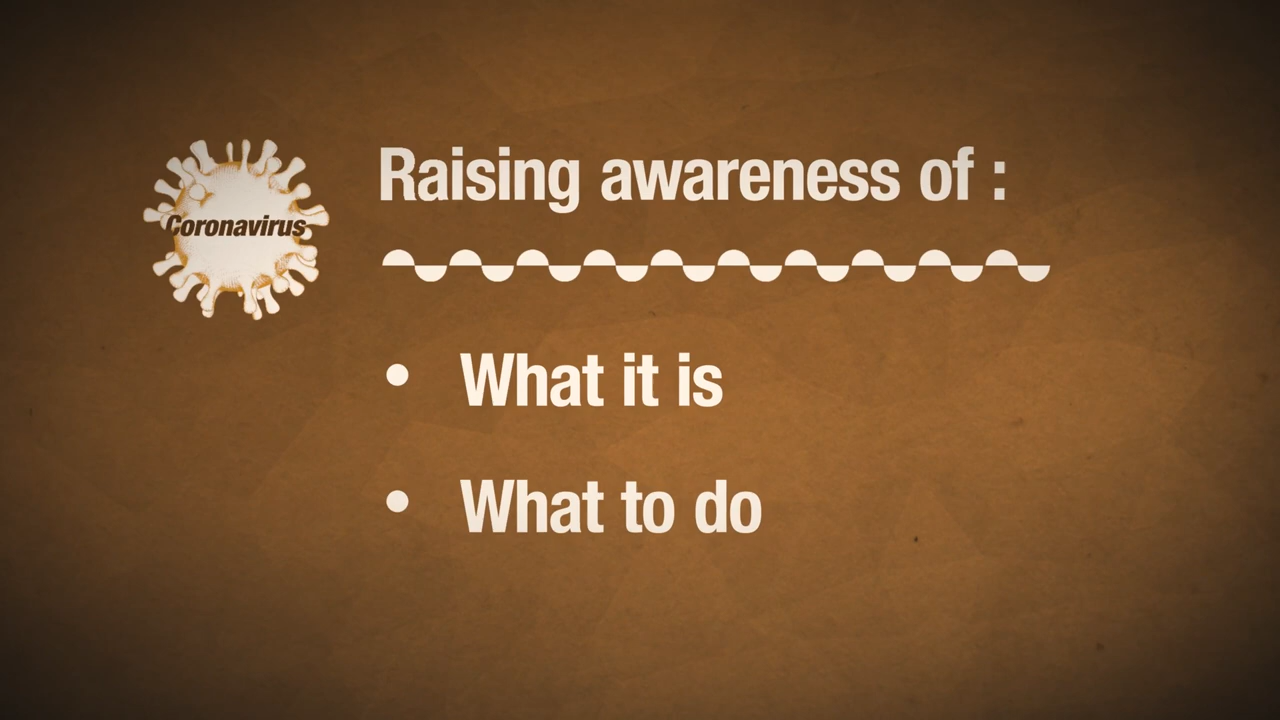 Coronavirus
Raising awareness of :
• What it is
• What to do